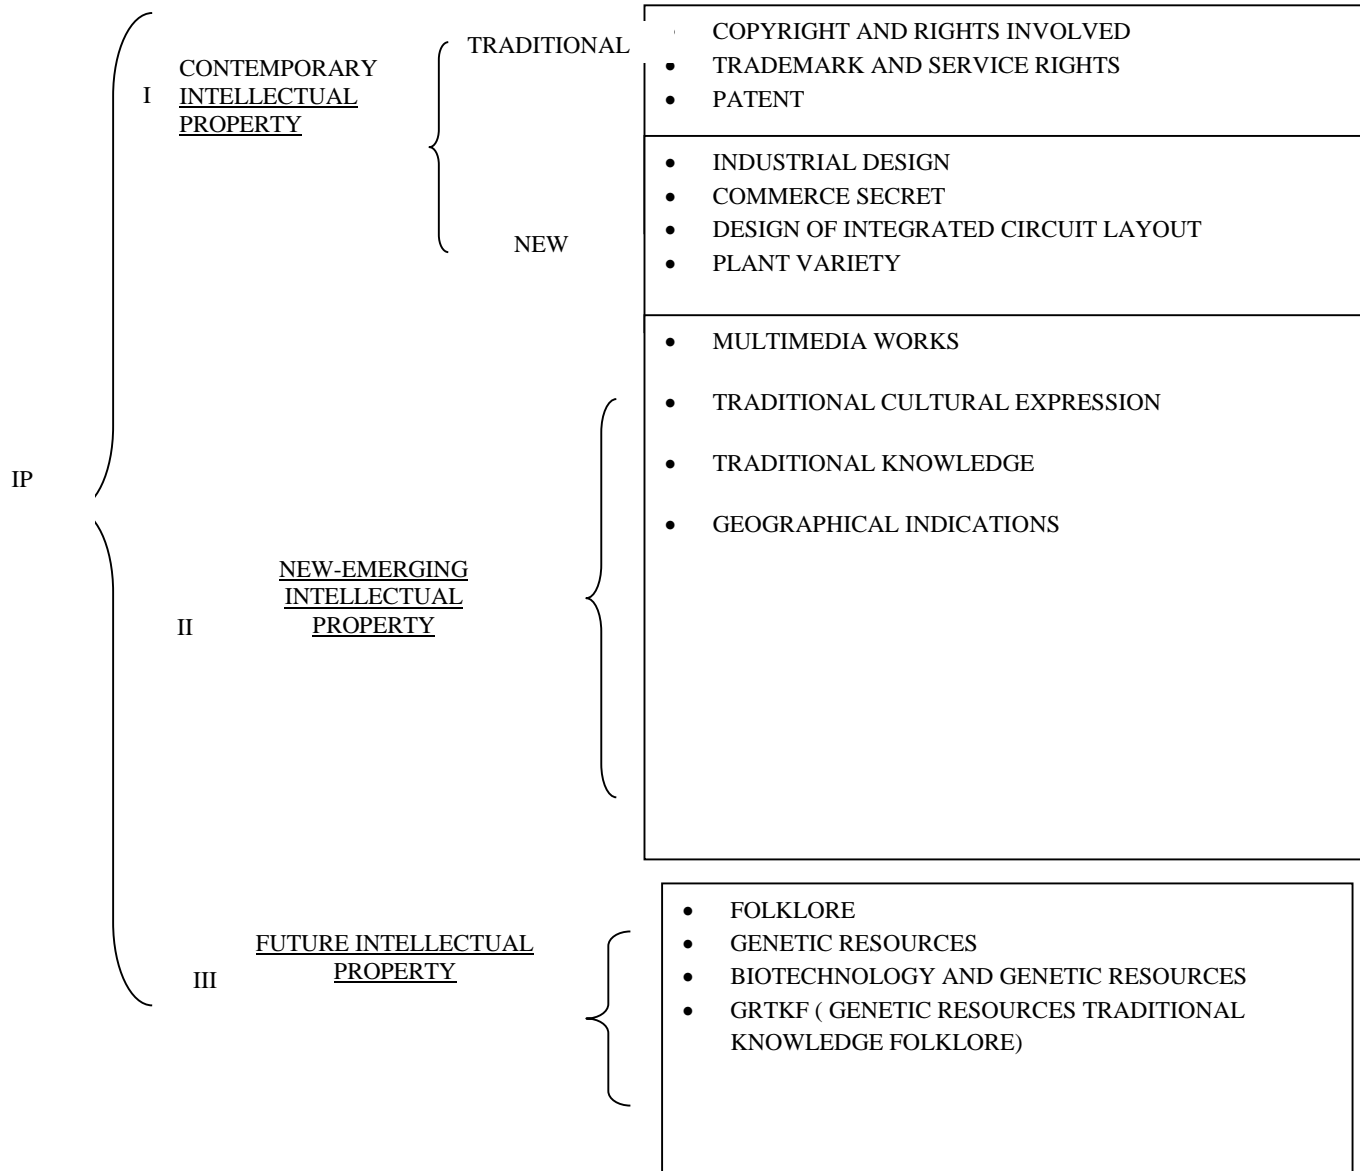 IP
I
CONTEMPORARY
INTELLECTUAL
PROPERTY
TRADITIONAL
• COPYRIGHT AND RIGHTS INVOLVED
• TRADEMARK AND SERVICE RIGHTS
• PATENT
NEW
• INDUSTRIAL DESIGN
• COMMERCE SECRET
• DESIGN OF INTEGRATED CIRCUIT LAYOUT
• PLANT VARIETY
II
NEW-EMERGING
INTELLECTUAL
PROPERTY
• MULTIMEDIA WORKS
• TRADITIONAL CULTURAL EXPRESSION
• TRADITIONAL KNOWLEDGE
• GEOGRAPHICAL INDICATIONS
III
FUTURE INTELLECTUAL
PROPERTY
• FOLKLORE
• GENETIC RESOURCES
• BIOTECHNOLOGY AND GENETIC RESOURCES
• GRTKF ( GENETIC RESOURCES TRADITIONAL
KNOWLEDGE FOLKLORE)